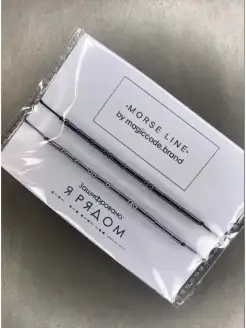 ·MORSE LINE·
by magiccode.brand
Зашифровано:
Я РЯДОМ